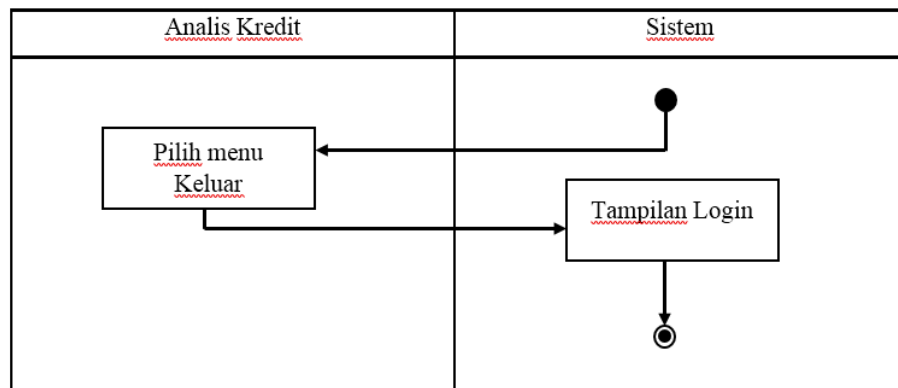 Analis Kredit
Sistem
Pilih menu
Keluar
Tampilan Login